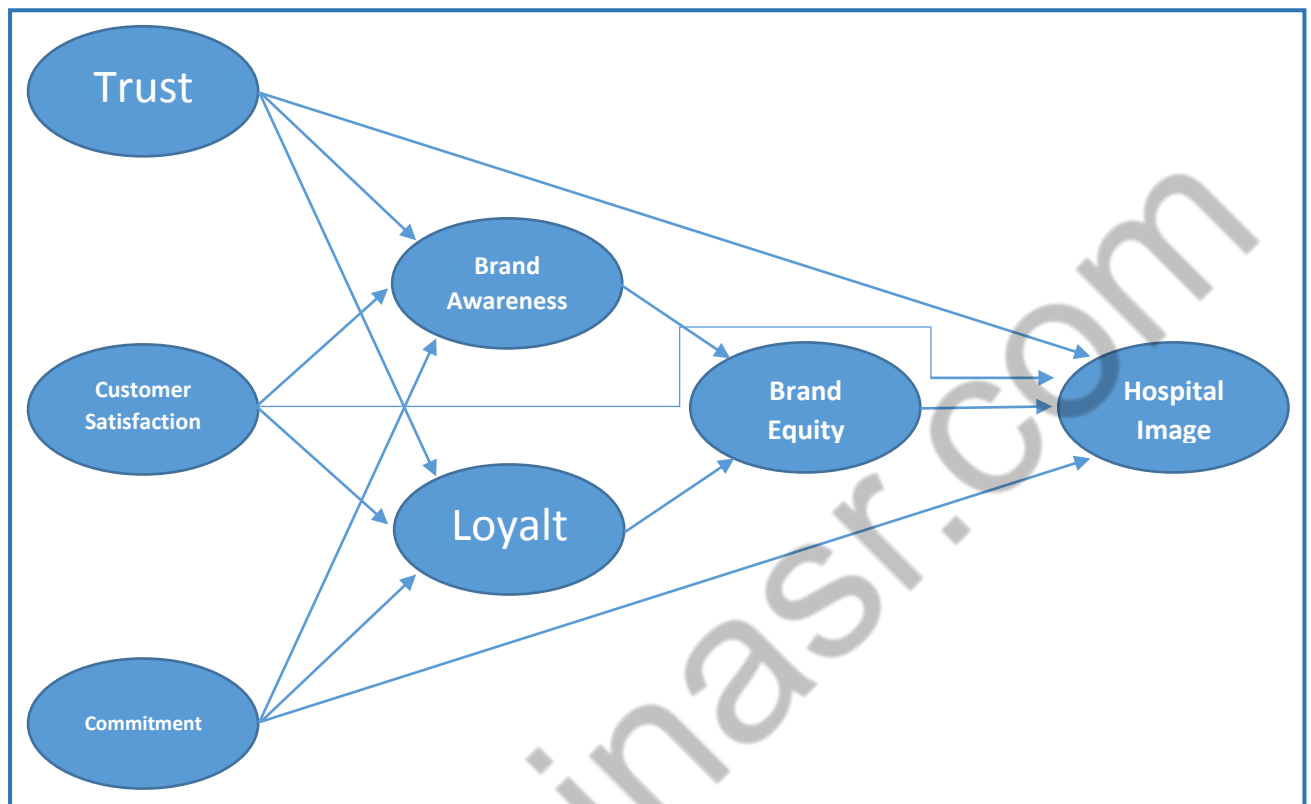 Trust
Brand
Awareness
Customer
Satisfaction
Brand
Equity
Hospital
Image
Loyalt
Commitment
inasr.com